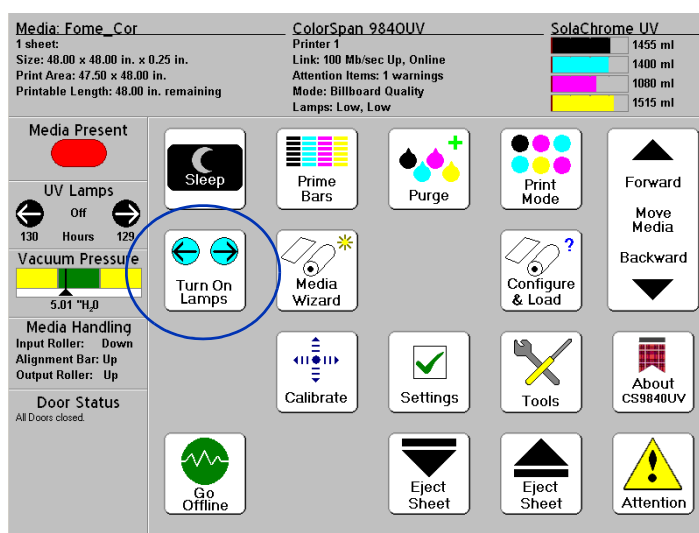 Media: Fome_Cor
1 sheet:
Size: 48.00 x 48.00 in. x 0.25 in.
Print Area: 47.50 x 48.00 in.
Printable Length: 48.00 in. remaining
ColorSpan 9840UV
Printer 1
Link: 100 Mb/sec Up, Online
Attention Items: 1 warnings
Mode: Billboard Quality
Lamps: Low, Low
SolaChrome UV
1455 ml
1400 ml
1080 ml
1515 ml
Media Present
UV Lamps
Off
130 Hours 129
Vacuum Pressure
5.01 "H₂0
Media Handling
Input Roller: Down
Alignment Bar: Up
Output Roller: Up
Door Status
All Doors closed.
Sleep
Prime
Bars
Purge
Print
Mode
Forward
Move
Media
Backward
Turn On
Lamps
Media
Wizard
Configure
& Load
Calibrate
Settings
Tools
About
CS9840UV
Go
Offline
Eject
Sheet
Eject
Sheet
Attention